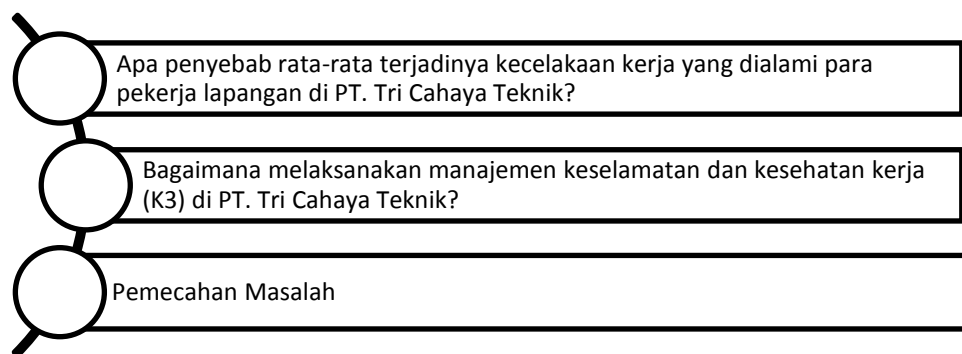 Apa penyebab rata-rata terjadinya kecelakaan kerja yang dialami para
pekerja lapangan di PT. Tri Cahaya Teknik?
Bagaimana melaksanakan manajemen keselamatan dan kesehatan kerja
(K3) di PT. Tri Cahaya Teknik?
Pemecahan Masalah